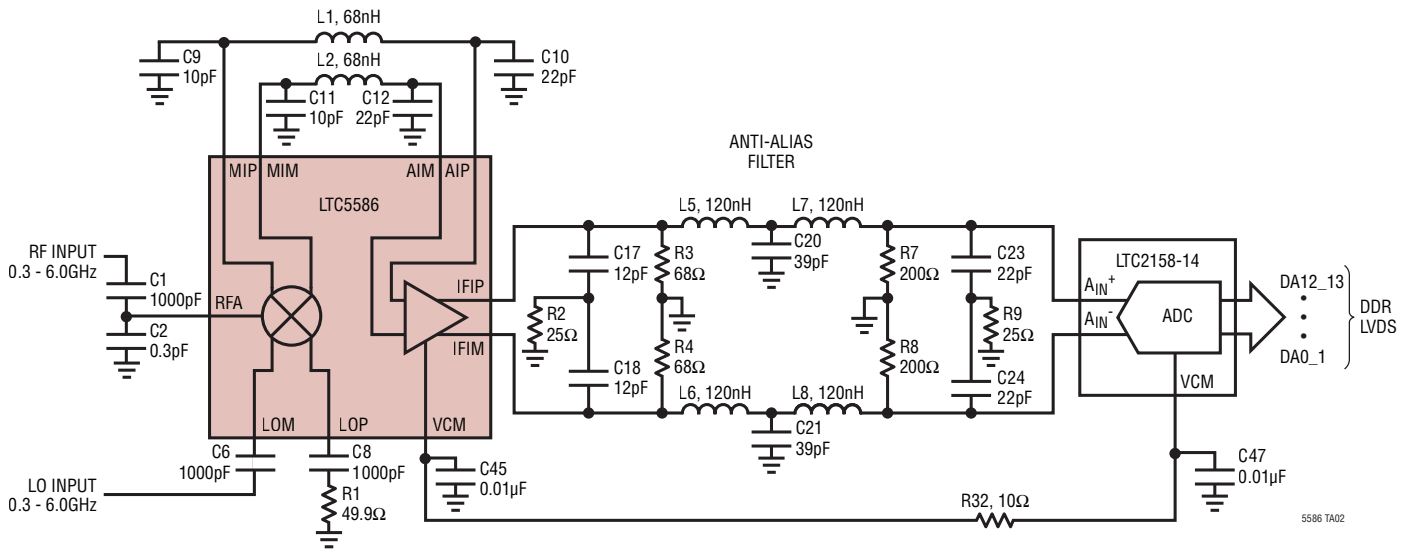 L1, 68nH
C9
10pF
C10
22pF
L2, 68nH
C11
10pF
C12
22pF
ANTI-ALIAS
FILTER
MIP
MIM
AIM
AIP
LTC5586
L5, 120nH
L7, 120nH
RF INPUT
0.3 - 6.0GHz
C1
1000pF
RFA
C2
0.3pF
IFIP
IFIM
C17
12pF
R3
68Ω
C20
39pF
R7
200Ω
C23
22pF
R2
25Ω
R9
25Ω
C18
12pF
R4
68Ω
R8
200Ω
C24
22pF
LTC2158-14
AIN+
AIN-
ADC
VCM
DA12_13
DA0_1
DDR
LVDS
L6, 120nH
L8, 120nH
C21
39pF
LOM
LOP
VCM
C6
1000pF
C8
1000pF
LO INPUT
0.3 - 6.0GHz
R1
49.9Ω
C45
0.01µF
C47
0.01µF
R32, 10Ω
5586 TA02